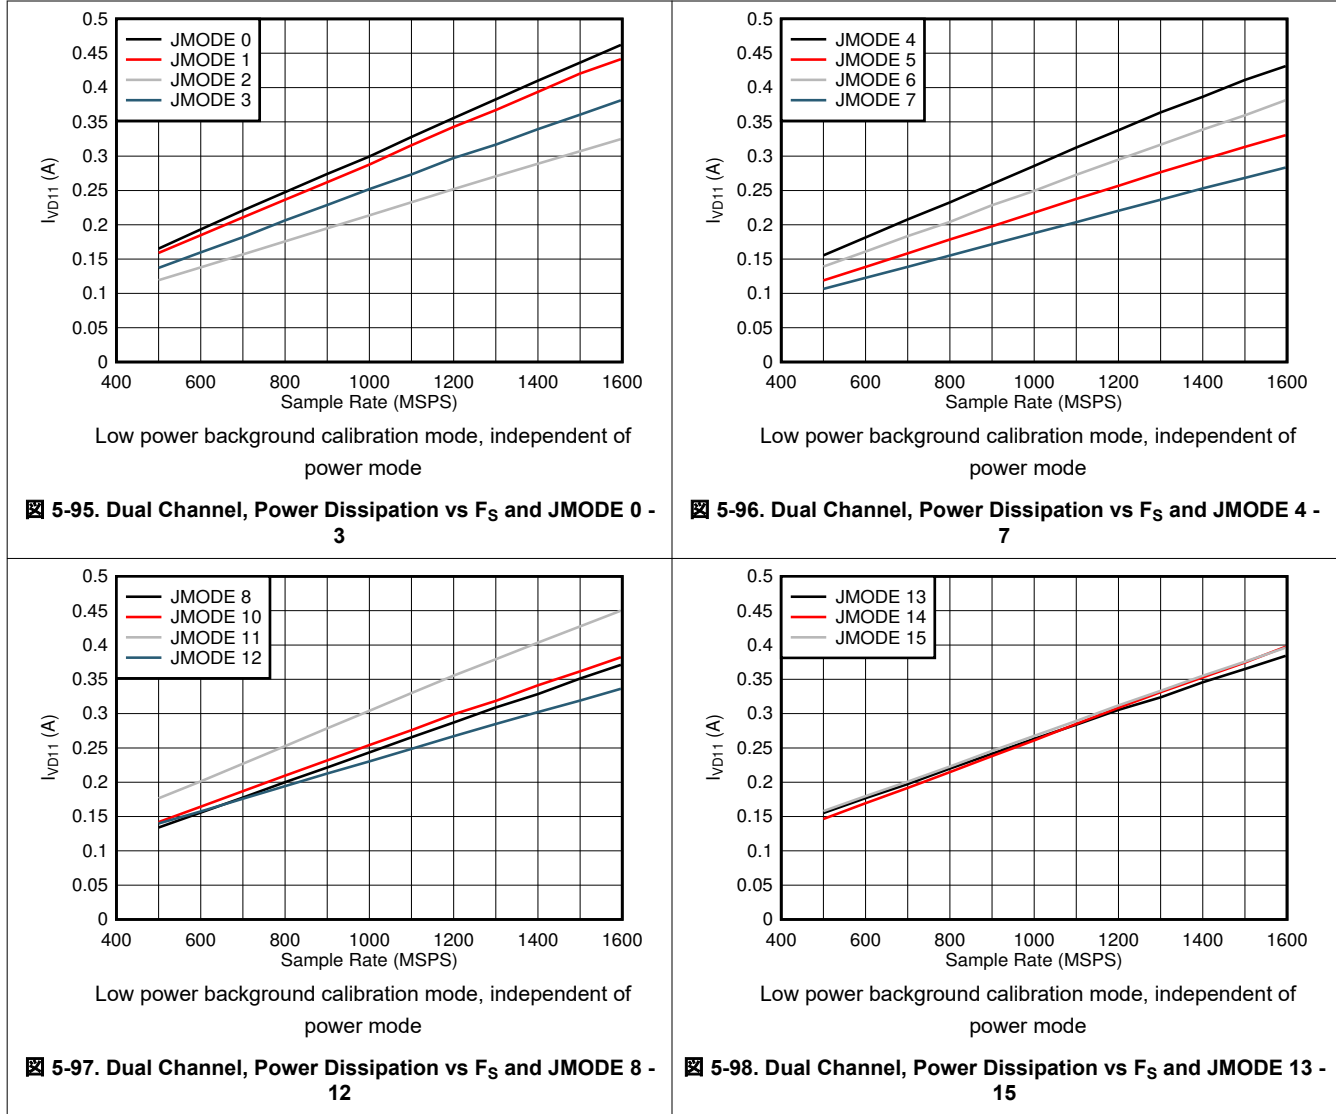 0.5
0.45
0.4
0.35
0.3
0.25
0.2
0.15
0.1
0.05
0
JMODE 0
JMODE 1
JMODE 2
JMODE 3
I_VD11 (A)
400 600 800 1000 1200 1400 1600
Sample Rate (MSPS)
Low power background calibration mode, independent of
power mode
図 5-95. Dual Channel, Power Dissipation vs F_S and JMODE 0 -
3
0.5
0.45
0.4
0.35
0.3
0.25
0.2
0.15
0.1
0.05
0
JMODE 4
JMODE 5
JMODE 6
JMODE 7
I_VD11 (A)
400 600 800 1000 1200 1400 1600
Sample Rate (MSPS)
Low power background calibration mode, independent of
power mode
図 5-96. Dual Channel, Power Dissipation vs F_S and JMODE 4 -
7
0.5
0.45
0.4
0.35
0.3
0.25
0.2
0.15
0.1
0.05
0
JMODE 8
JMODE 10
JMODE 11
JMODE 12
I_VD11 (A)
400 600 800 1000 1200 1400 1600
Sample Rate (MSPS)
Low power background calibration mode, independent of
power mode
図 5-97. Dual Channel, Power Dissipation vs F_S and JMODE 8 -
12
0.5
0.45
0.4
0.35
0.3
0.25
0.2
0.15
0.1
0.05
0
JMODE 13
JMODE 14
JMODE 15
I_VD11 (A)
400 600 800 1000 1200 1400 1600
Sample Rate (MSPS)
Low power background calibration mode, independent of
power mode
図 5-98. Dual Channel, Power Dissipation vs F_S and JMODE 13 -
15